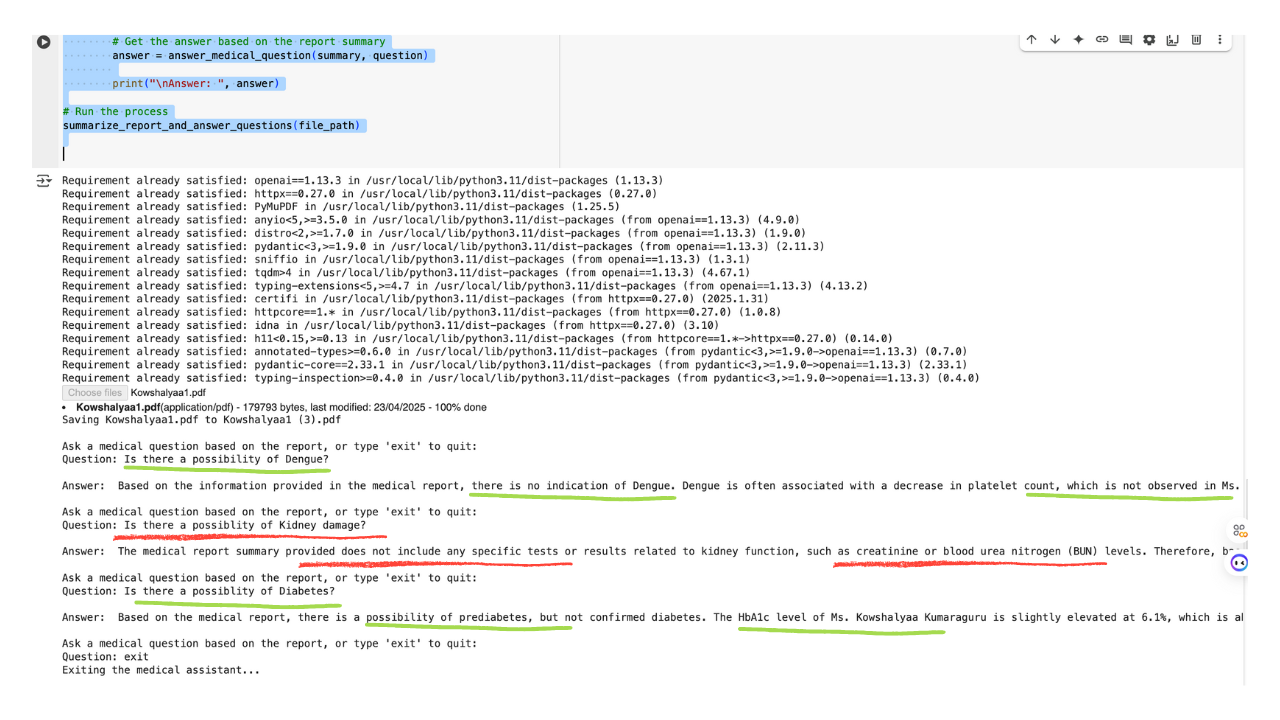 # Get the answer based on the report summary
answer = answer_medical_question(summary, question)
print("\nAnswer: ", answer)
# Run the process
summarize_report_and_answer_questions(file_path)
Requirement already satisfied: openai==1.13.3 in /usr/local/lib/python3.11/dist-packages (1.13.3)
Requirement already satisfied: httpx==0.27.0 in /usr/local/lib/python3.11/dist-packages (0.27.0)
Requirement already satisfied: PyMuPDF in /usr/local/lib/python3.11/dist-packages (1.25.5)
Requirement already satisfied: anyio<5,>=3.5.0 in /usr/local/lib/python3.11/dist-packages (from openai==1.13.3) (4.9.0)
Requirement already satisfied: distro<2,>=1.7.0 in /usr/local/lib/python3.11/dist-packages (from openai==1.13.3) (1.9.0)
Requirement already satisfied: pydantic<3,>=1.9.0 in /usr/local/lib/python3.11/dist-packages (from openai==1.13.3) (2.11.3)
Requirement already satisfied: sniffio in /usr/local/lib/python3.11/dist-packages (from openai==1.13.3) (1.3.1)
Requirement already satisfied: tqdm>4 in /usr/local/lib/python3.11/dist-packages (from openai==1.13.3) (4.67.1)
Requirement already satisfied: typing-extensions<5,>=4.7 in /usr/local/lib/python3.11/dist-packages (from openai==1.13.3) (4.13.2)
Requirement already satisfied: certifi in /usr/local/lib/python3.11/dist-packages (from httpx==0.27.0) (2025.1.31)
Requirement already satisfied: httpcore==1.* in /usr/local/lib/python3.11/dist-packages (from httpx==0.27.0) (1.0.8)
Requirement already satisfied: idna in /usr/local/lib/python3.11/dist-packages (from httpx==0.27.0) (3.10)
Requirement already satisfied: h11<0.15,>=0.13 in /usr/local/lib/python3.11/dist-packages (from httpcore==1.*->httpx==0.27.0) (0.14.0)
Requirement already satisfied: annotated-types>=0.6.0 in /usr/local/lib/python3.11/dist-packages (from pydantic<3,>=1.9.0->openai==1.13.3) (0.7.0)
Requirement already satisfied: pydantic-core==2.33.1 in /usr/local/lib/python3.11/dist-packages (from pydantic<3,>=1.9.0->openai==1.13.3) (2.33.1)
Requirement already satisfied: typing-inspection>=0.4.0 in /usr/local/lib/python3.11/dist-packages (from pydantic<3,>=1.9.0->openai==1.13.3) (0.4.0)
Choose files Kowshalyaa1.pdf
• Kowshalyaa1.pdf(application/pdf) - 179793 bytes, last modified: 23/04/2025 - 100% done
Saving Kowshalyaa1.pdf to Kowshalyaa1 (3).pdf
Ask a medical question based on the report, or type 'exit' to quit:
Question: Is there a possibility of Dengue?
Answer:  Based on the information provided in the medical report, there is no indication of Dengue. Dengue is often associated with a decrease in platelet count, which is not observed in Ms.
Ask a medical question based on the report, or type 'exit' to quit:
Question: Is there a possiblity of Kidney damage?
Answer:  The medical report summary provided does not include any specific tests or results related to kidney function, such as creatinine or blood urea nitrogen (BUN) levels. Therefore,
Ask a medical question based on the report, or type 'exit' to quit:
Question: Is there a possiblity of Diabetes?
Answer:  Based on the medical report, there is a possibility of prediabetes, but not confirmed diabetes. The HbA1c level of Ms. Kowshalyaa Kumaraguru is slightly elevated at 6.1%, which is
Ask a medical question based on the report, or type 'exit' to quit:
Question: exit
Exiting the medical assistant...